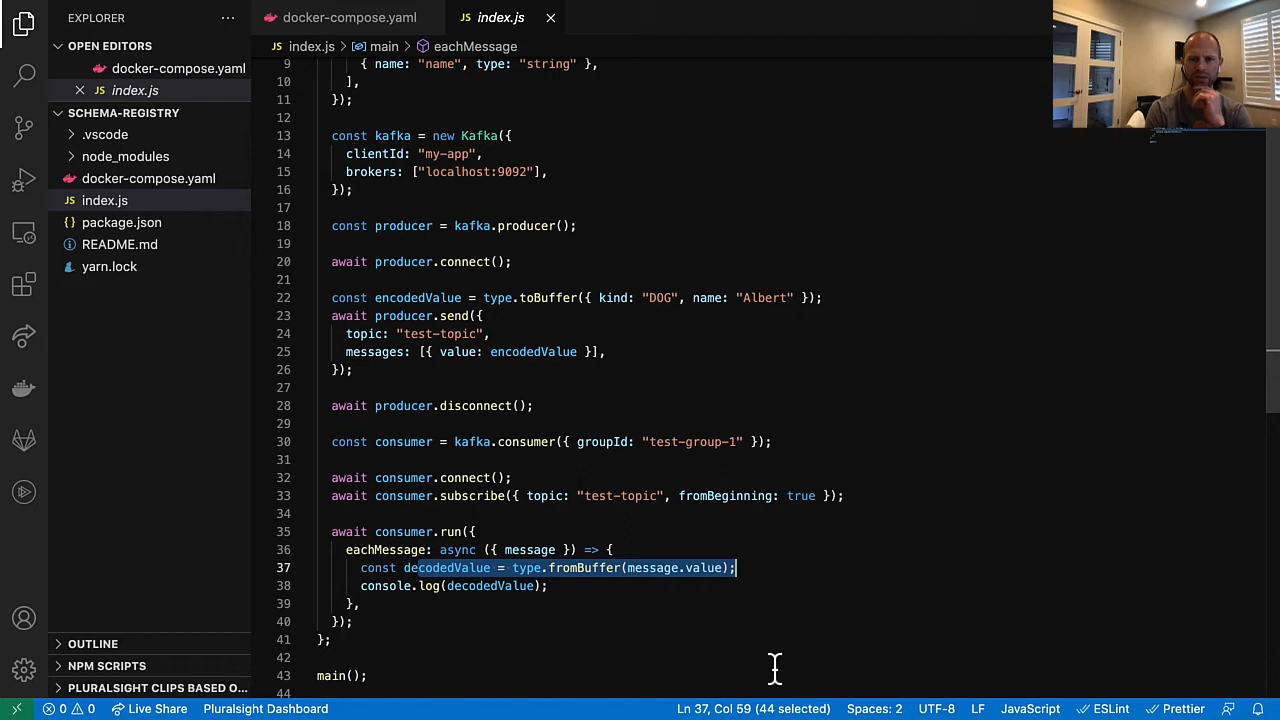 EXPLORER
OPEN EDITORS
docker-compose.yaml
index.js
SCHEMA-REGISTRY
.vscode
node_modules
docker-compose.yaml
index.js
package.json
README.md
yarn.lock
OUTLINE
NPM SCRIPTS
PLURALSIGHT CLIPS BASED O...
docker-compose.yaml
index.js
index.js main eachMessage
9 { name: "name", type: "string" },
10 ],
11 });
12
13 const kafka = new Kafka({
14 clientId: "my-app",
15 brokers: ["localhost:9092"],
16 });
17
18 const producer = kafka.producer();
19
20 await producer.connect();
21
22 const encodedValue = type.toBuffer({ kind: "DOG", name: "Albert" });
23 await producer.send({
24 topic: "test-topic",
25 messages: [{ value: encodedValue }],
26 });
27
28 await producer.disconnect();
29
30 const consumer = kafka.consumer({ groupId: "test-group-1" });
31
32 await consumer.connect();
33 await consumer.subscribe({ topic: "test-topic", fromBeginning: true });
34
35 await consumer.run({
36 eachMessage: async ({ message }) => {
37 const decodedValue = type.fromBuffer(message.value);
38 console.log(decodedValue);
39 },
40 });
41 };
42
43 main();
44
0 0 Live Share Pluralsight Dashboard Ln 37, Col 59 (44 selected) Spaces: 2 UTF-8 LF JavaScript ESLint Prettier